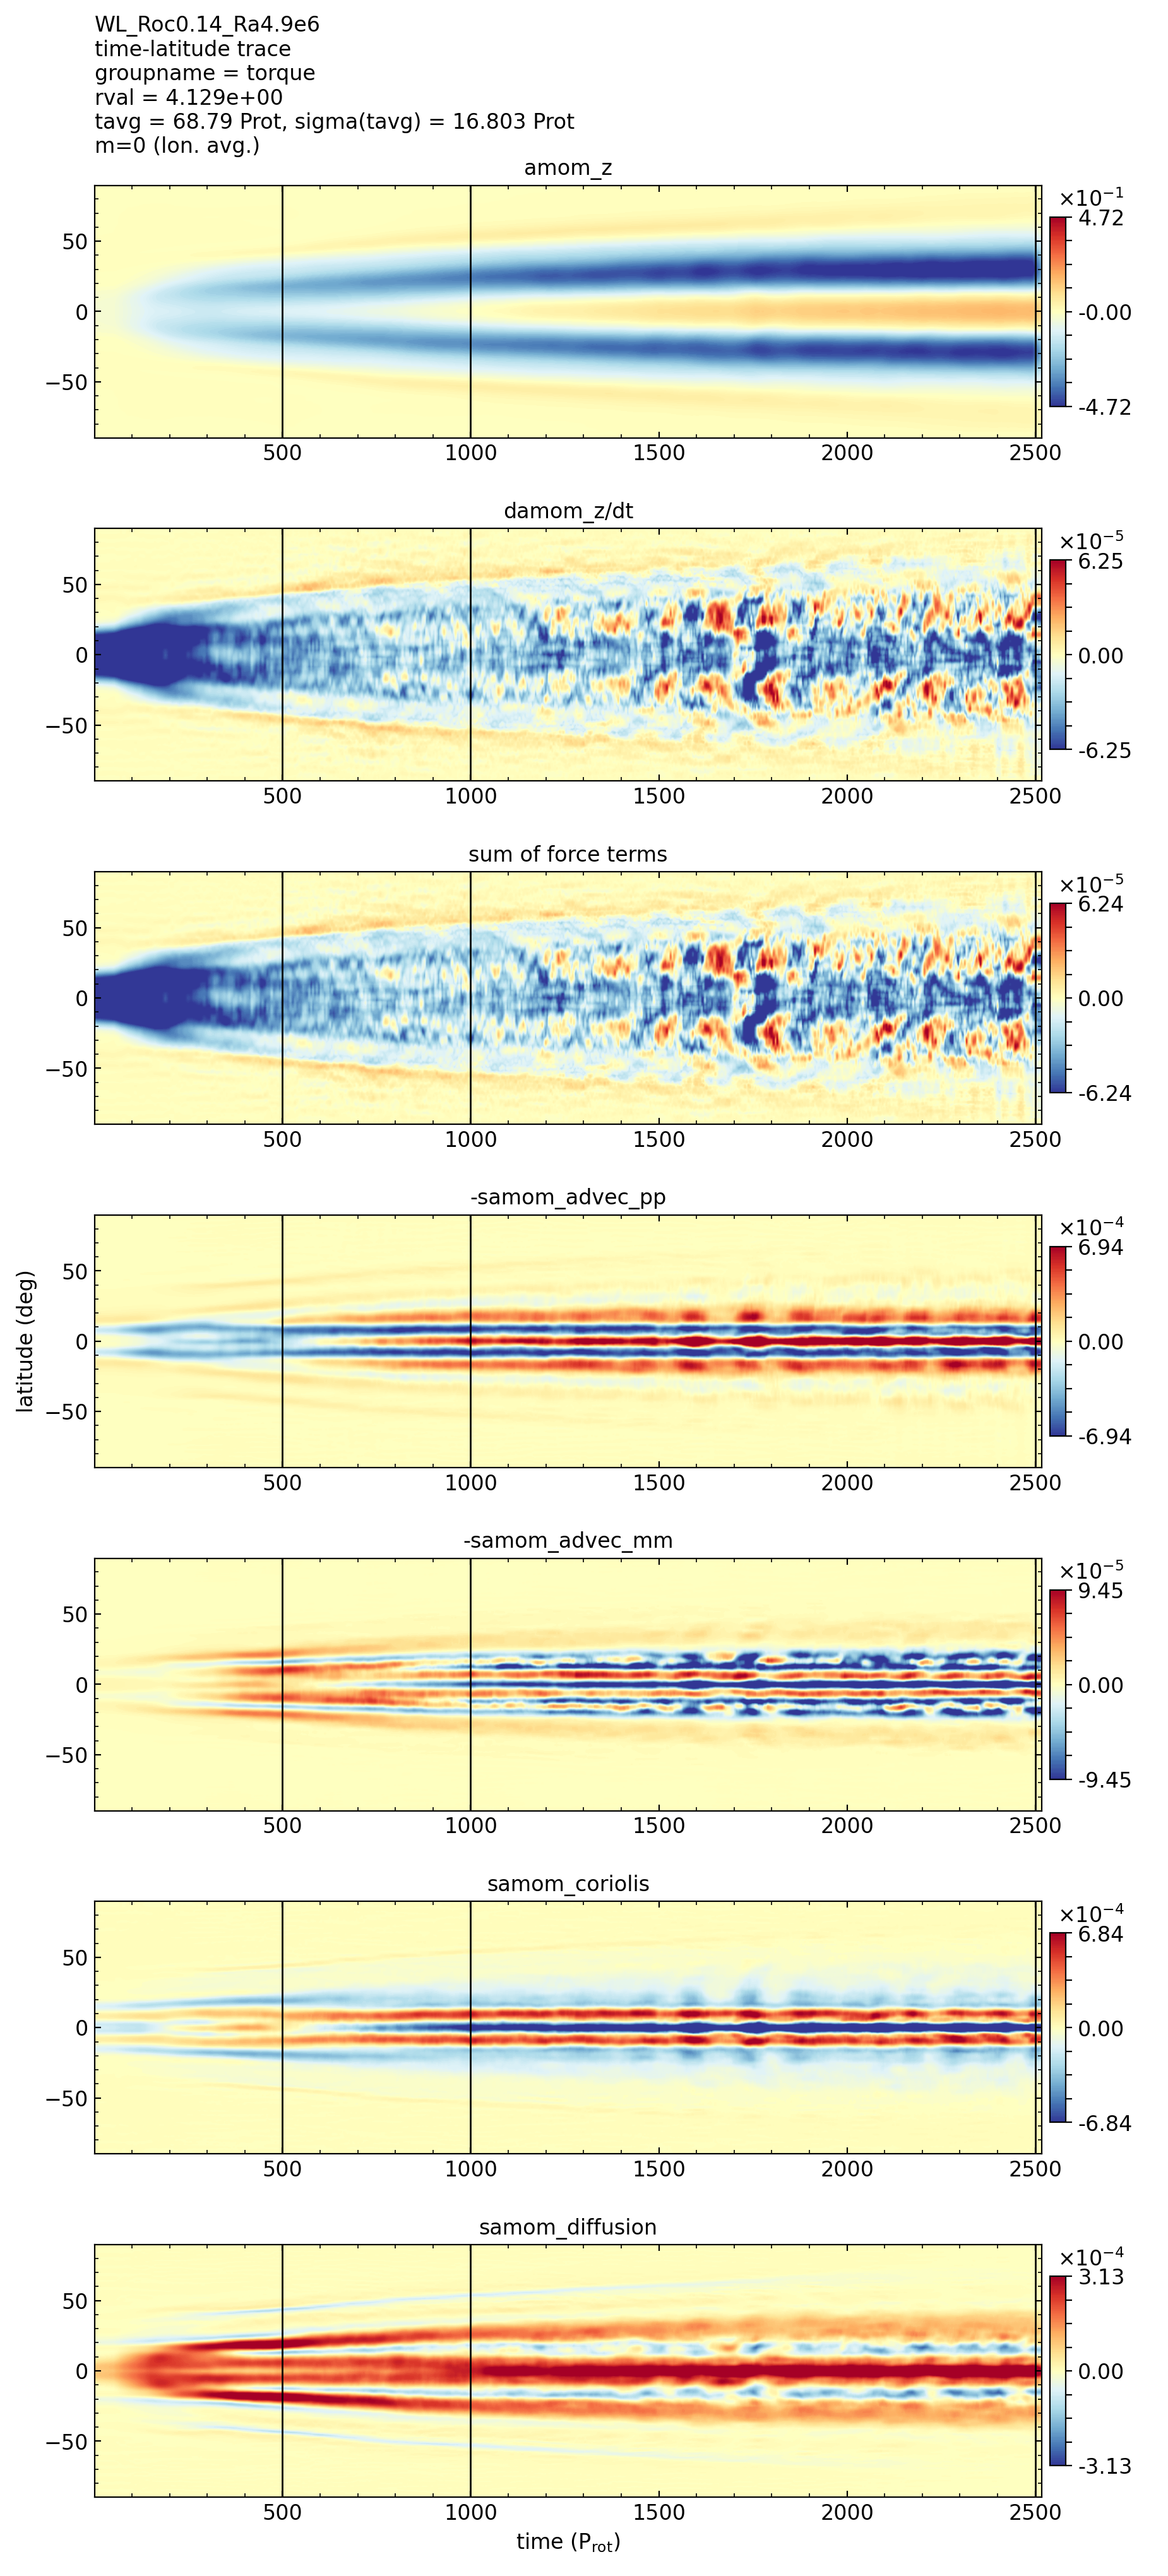 WL_Roc0.14_Ra4.9e6
time-latitude trace
groupname = torque
rval = 4.129e+00
tavg = 68.79 Prot, sigma(tavg) = 16.803 Prot
m=0 (lon. avg.)
amom_z
×10⁻¹
4.72
-0.00
-4.72
50
0
−50
500 1000 1500 2000 2500
damom_z/dt
×10⁻⁵
6.25
0.00
-6.25
50
0
−50
500 1000 1500 2000 2500
sum of force terms
×10⁻⁵
6.24
0.00
-6.24
50
0
−50
500 1000 1500 2000 2500
-samom_advec_pp
×10⁻⁴
6.94
0.00
-6.94
50
0
−50
latitude (deg)
500 1000 1500 2000 2500
-samom_advec_mm
×10⁻⁵
9.45
0.00
-9.45
50
0
−50
500 1000 1500 2000 2500
samom_coriolis
×10⁻⁴
6.84
0.00
-6.84
50
0
−50
500 1000 1500 2000 2500
samom_diffusion
×10⁻⁴
3.13
0.00
-3.13
50
0
−50
500 1000 1500 2000 2500
time (P_rot)